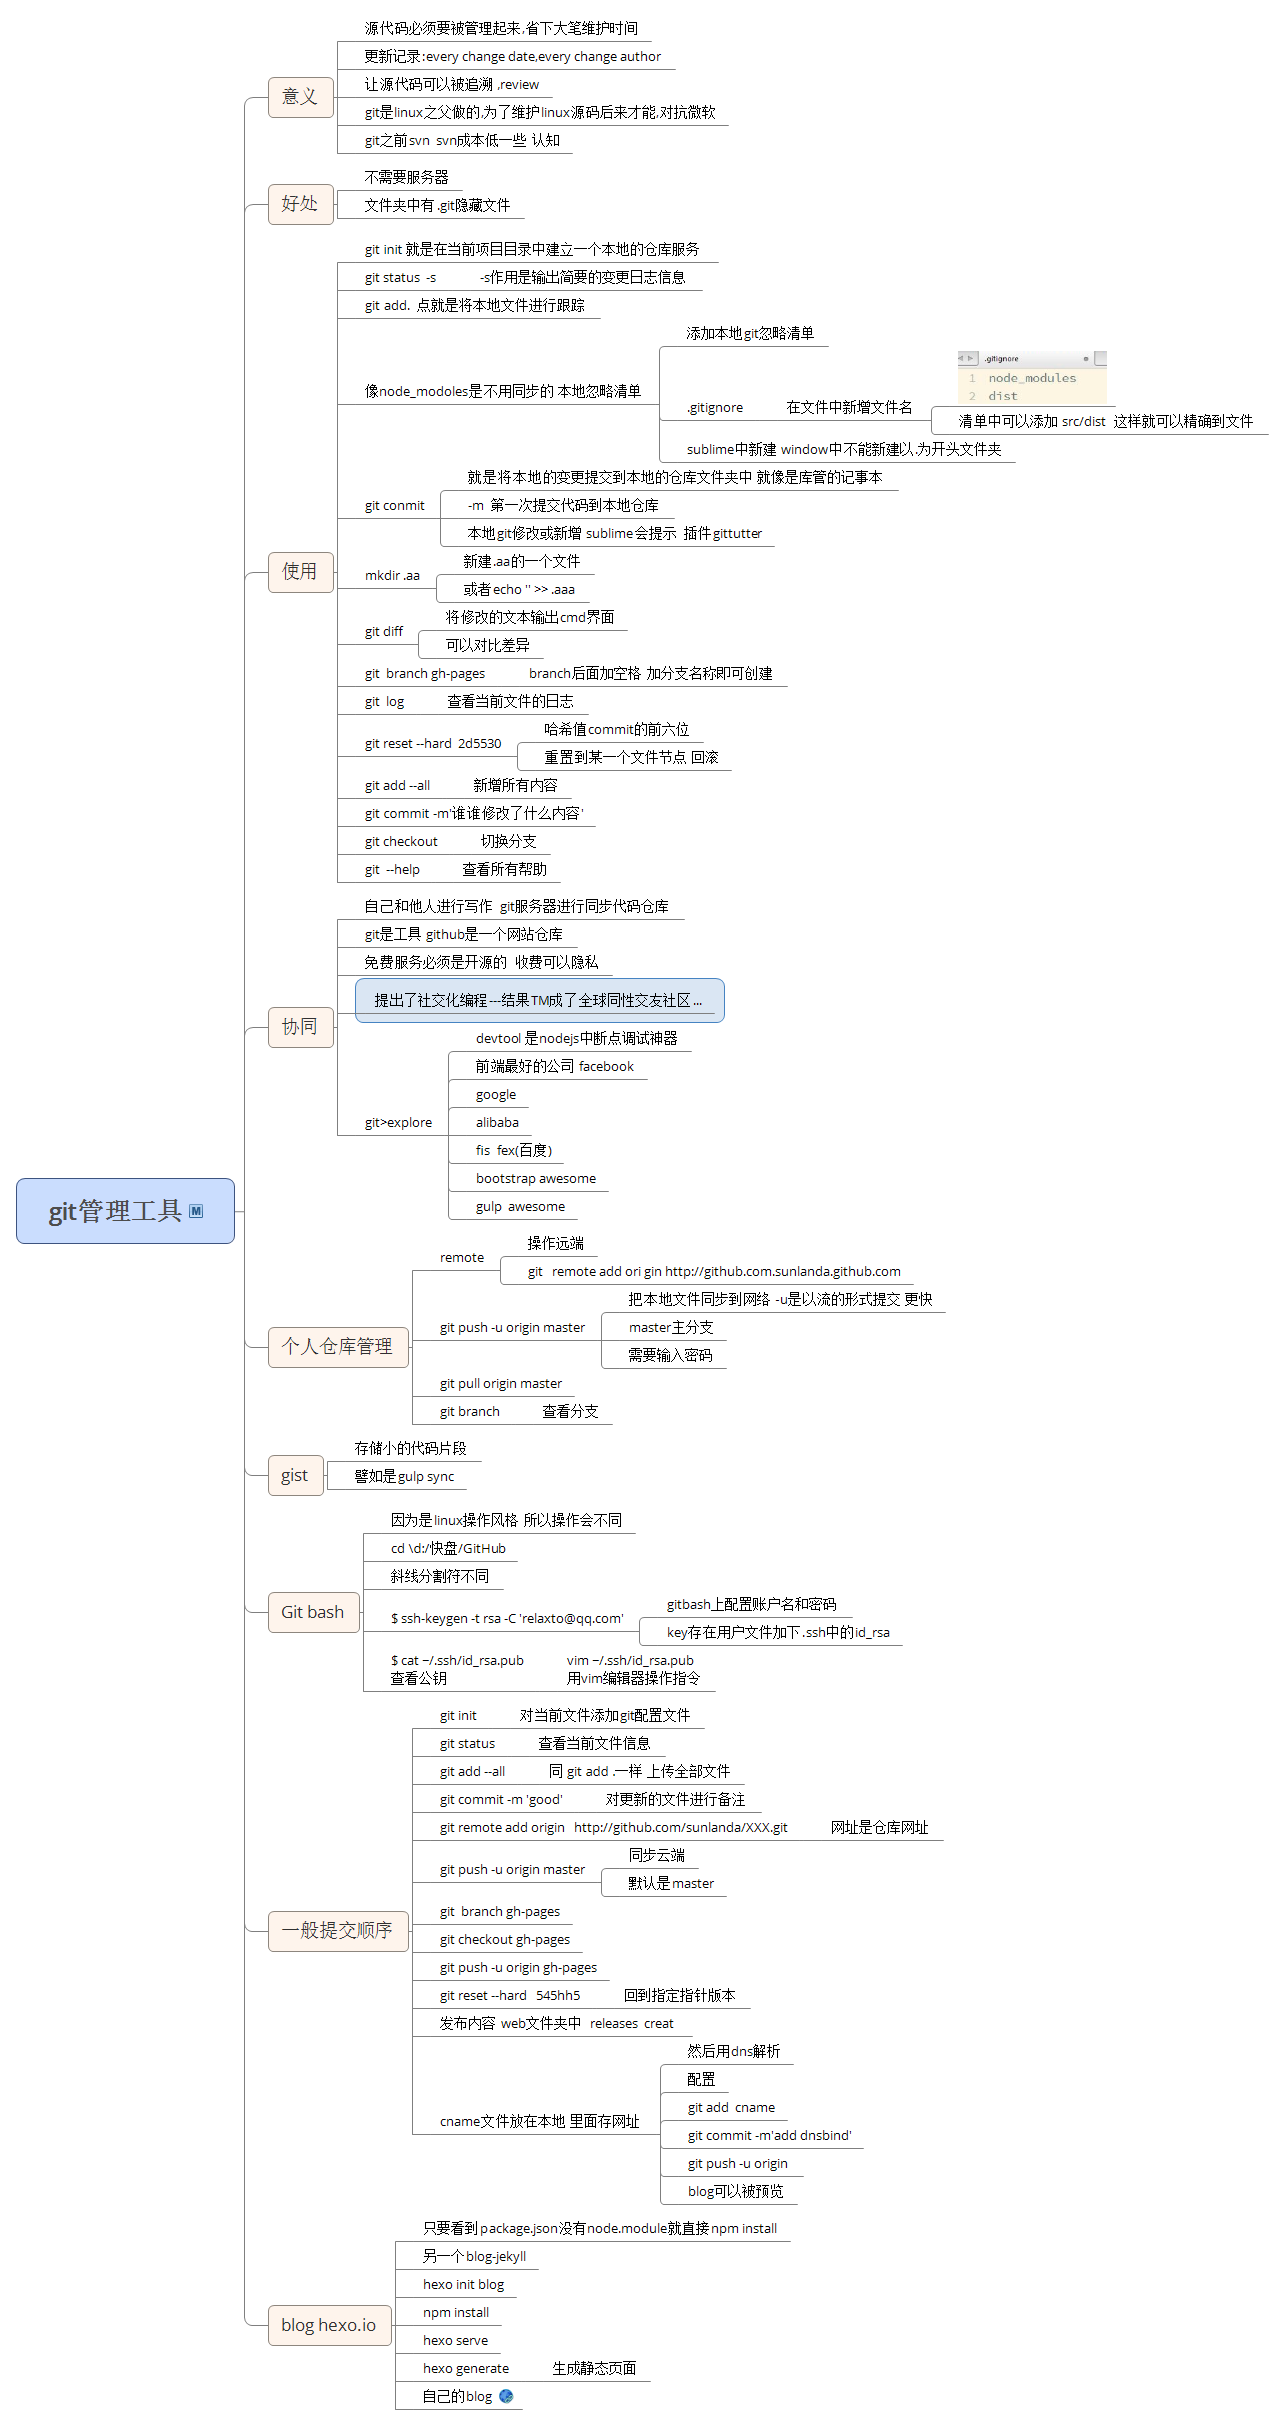 源代码必须要被管理起来,省下大笔维护时间
更新记录:every change date,every change author
意义
让源代码可以被追溯 ,review
git是linux之父做的,为了维护linux源码后来才能,对抗微软
git之前svn svn成本低一些 认知
好处
不需要服务器
文件夹中有.git隐藏文件
使用
git init 就是在当前项目目录中建立一个本地的仓库服务
git status -s -s作用是输出简要的变更日志信息
git add. 点就是将本地文件进行跟踪
像node_modoles是不用同步的 本地忽略清单
添加本地git忽略清单
.gitignore 在文件中新增文件名
.gitignore
1 node_modules
2 dist
清单中可以添加 src/dist 这样就可以精确到文件
sublime中新建 window中不能新建以.为开头文件夹
git conmit
就是将本地的变更提交到本地的仓库文件夹中 就像是库管的记事本
-m 第一次提交代码到本地仓库
本地git修改或新增 sublime会提示 插件gittutter
mkdir .aa
新建.aa的一个文件
或者echo '' >> .aaa
git diff
将修改的文本输出cmd界面
可以对比差异
git branch gh-pages branch后面加空格 加分支名称即可创建
git log 查看当前文件的日志
git reset --hard 2d5530
哈希值commit的前六位
重置到某一个文件节点 回滚
git add --all 新增所有内容
git commit -m'谁谁修改了什么内容'
git checkout 切换分支
git --help 查看所有帮助
协同
自己和他人进行写作 git服务器进行同步代码仓库
git是工具 github是一个网站仓库
免费服务必须是开源的 收费可以隐私
提出了社交化编程---结果TM成了全球同性交友社区...
git>explore
devtool 是nodejs中断点调试神器
前端最好的公司 facebook
google
alibaba
fis fex(百度)
bootstrap awesome
gulp awesome
git管理工具
个人仓库管理
remote
操作远端
git remote add ori gin http://github.com.sunlanda.github.com
git push -u origin master
把本地文件同步到网络 -u是以流的形式提交 更快
master主分支
需要输入密码
git pull origin master
git branch 查看分支
gist
存储小的代码片段
譬如是gulp sync
Git bash
因为是linux操作风格 所以操作会不同
cd \d:/快盘/GitHub
斜线分割符不同
$ ssh-keygen -t rsa -C 'relaxto@qq.com'
gitbash上配置账户名和密码
key存在用户文件加下.ssh中的id_rsa
$ cat ~/.ssh/id_rsa.pub vim ~/.ssh/id_rsa.pub
查看公钥 用vim编辑器操作指令
一般提交顺序
git init 对当前文件添加git配置文件
git status 查看当前文件信息
git add --all 同 git add .一样 上传全部文件
git commit -m 'good' 对更新的文件进行备注
git remote add origin http://github.com/sunlanda/XXX.git 网址是仓库网址
git push -u origin master
同步云端
默认是master
git branch gh-pages
git checkout gh-pages
git push -u origin gh-pages
git reset --hard 545hh5 回到指定指针版本
发布内容 web文件夹中 releases creat
cname文件放在本地 里面存网址
然后用dns解析
配置
git add cname
git commit -m'add dnsbind'
git push -u origin
blog可以被预览
blog hexo.io
只要看到package.json没有node.module就直接npm install
另一个blog-jekyll
hexo init blog
npm install
hexo serve
hexo generate 生成静态页面
自己的blog